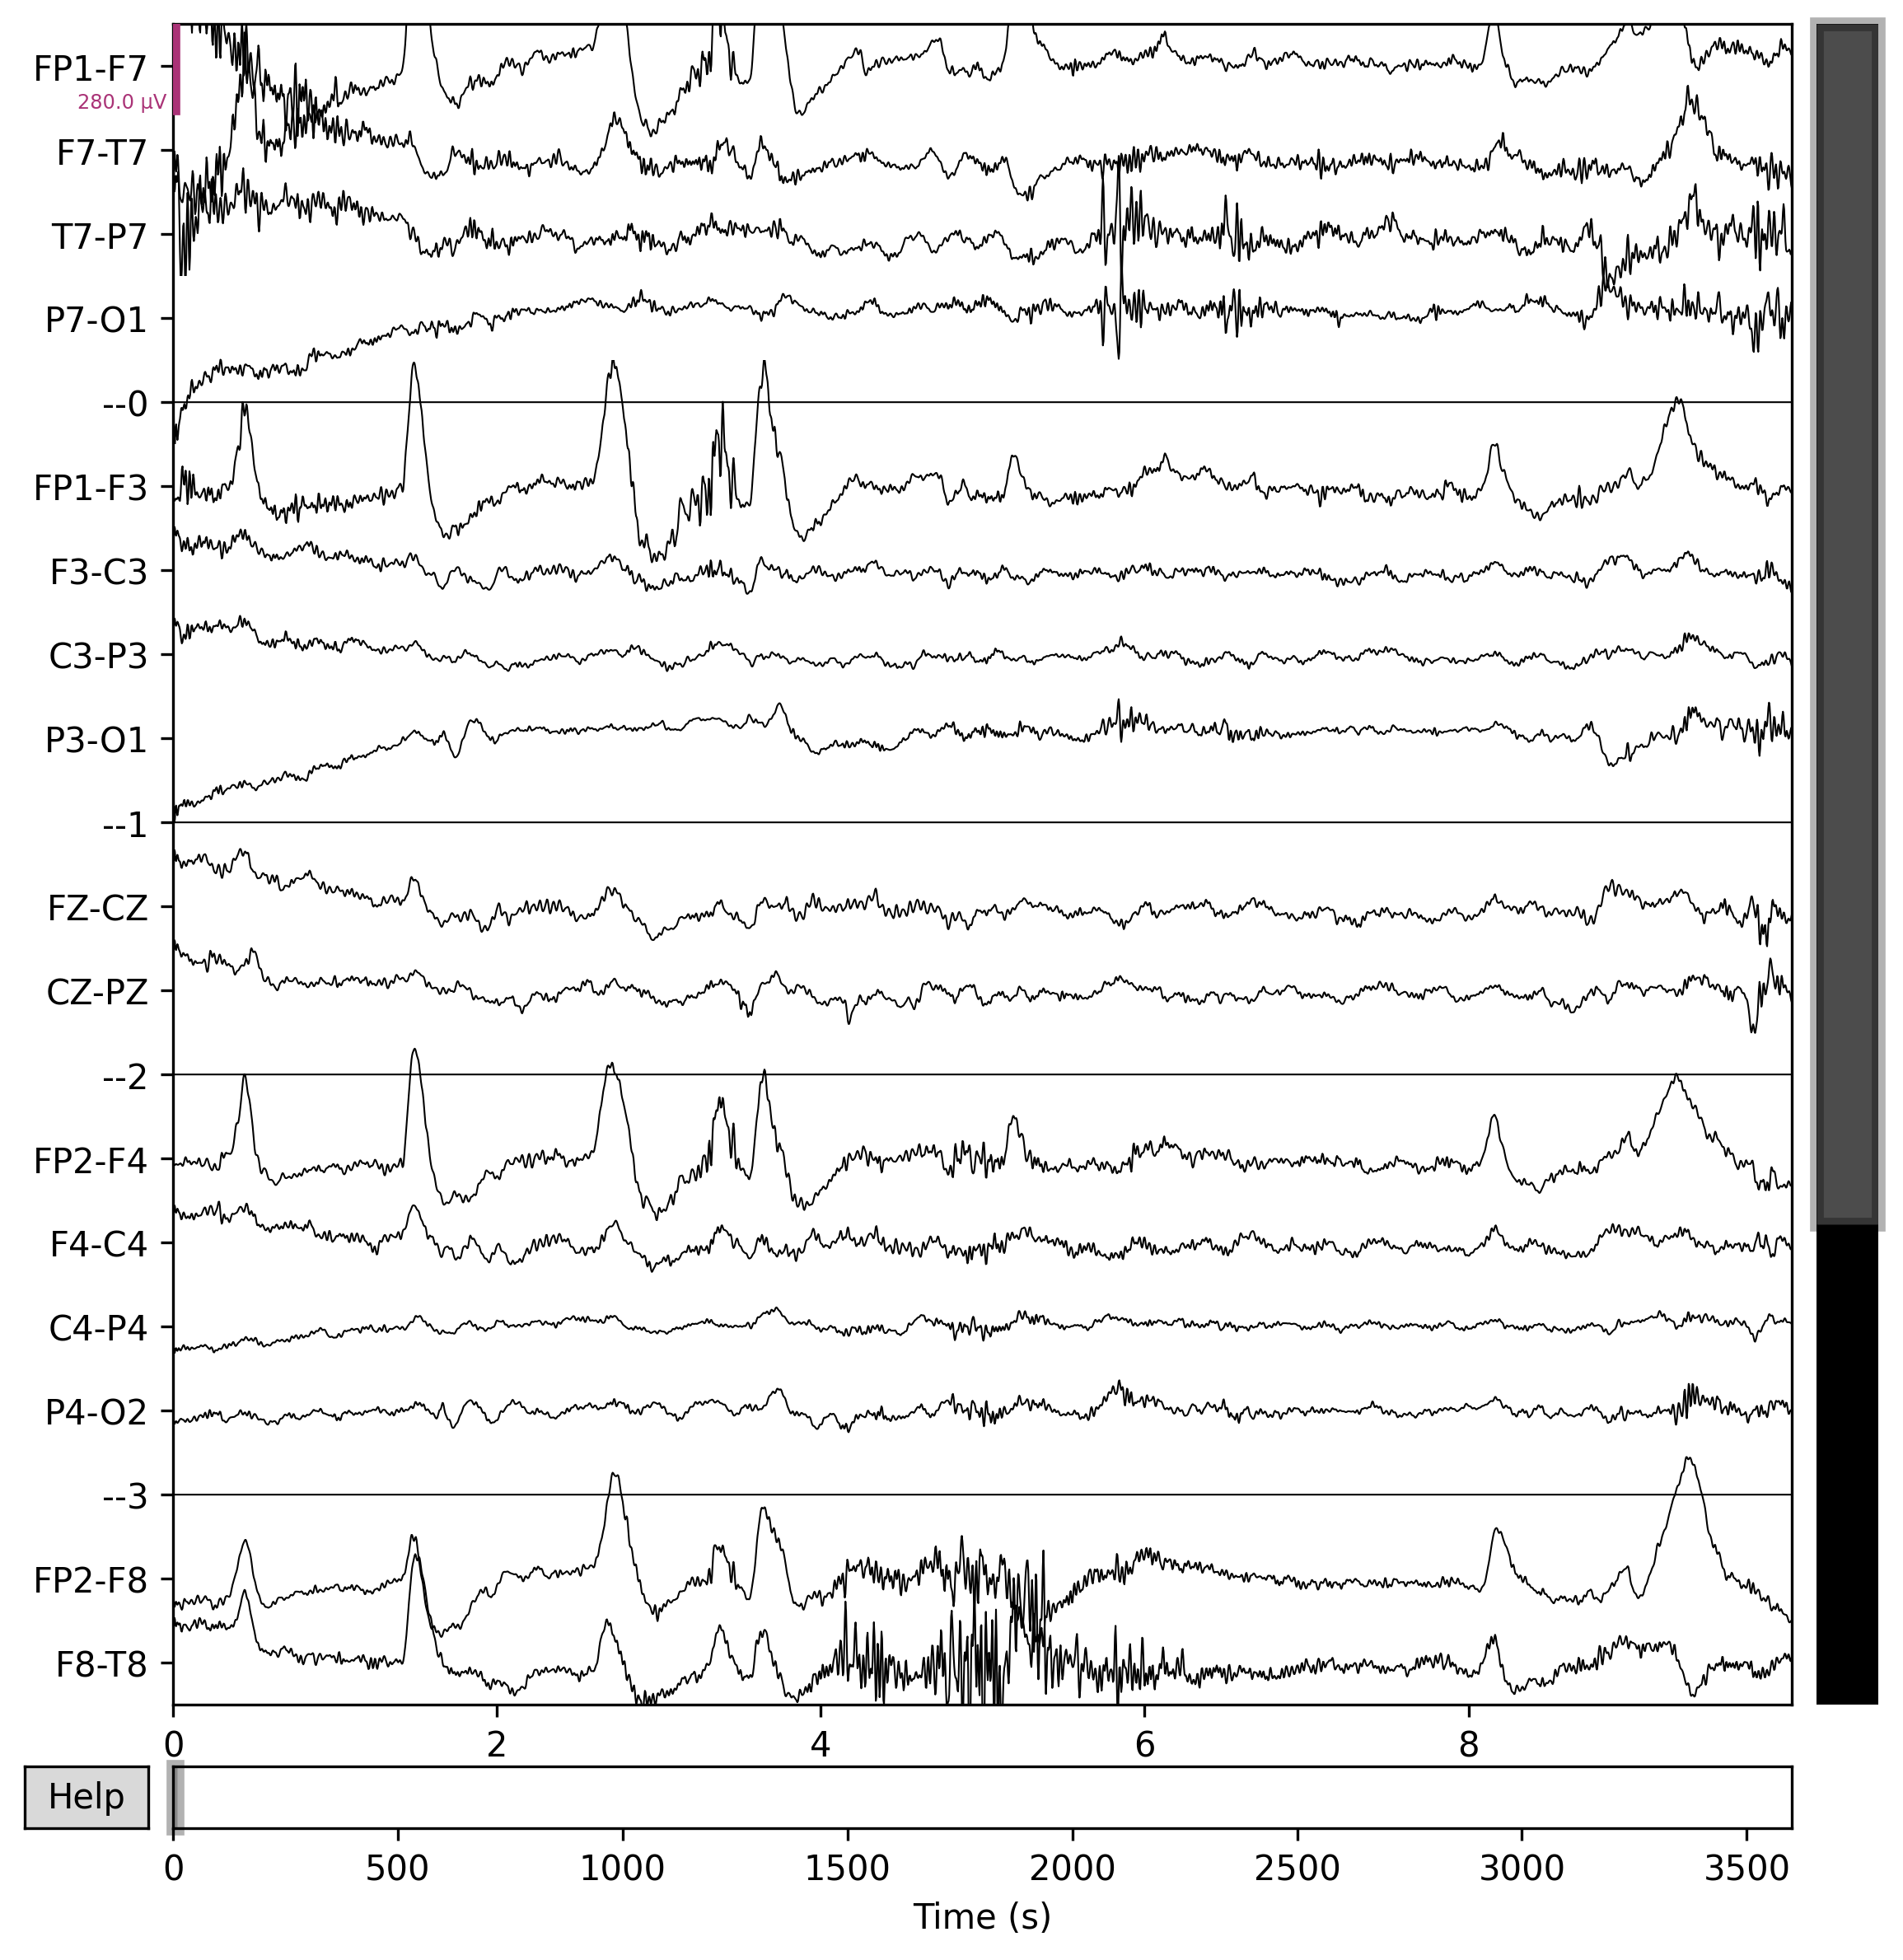 FP1-F7
280.0 µV
F7-T7
T7-P7
P7-O1
--0
FP1-F3
F3-C3
C3-P3
P3-O1
--1
FZ-CZ
CZ-PZ
--2
FP2-F4
F4-C4
C4-P4
P4-O2
--3
FP2-F8
F8-T8
0 2 4 6 8
Help
0 500 1000 1500 2000 2500 3000 3500
Time (s)